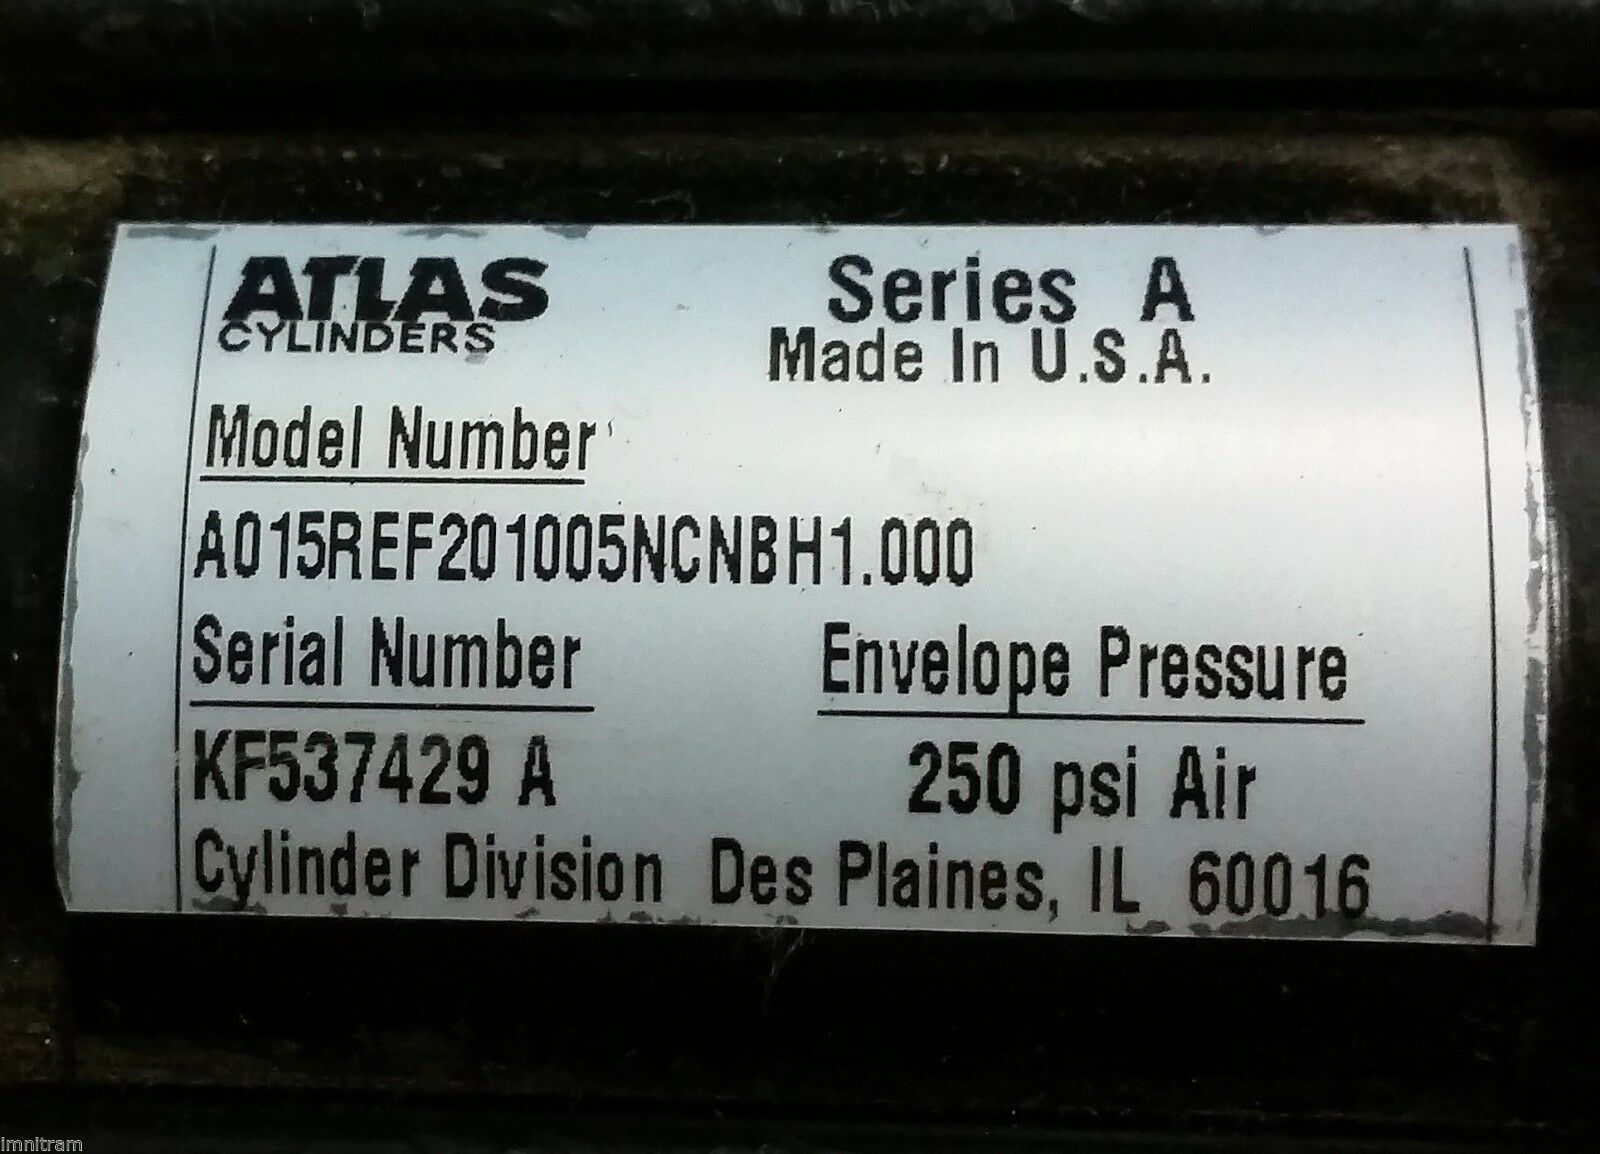 ATLAS
CYLINDERS
Series A
Made In U.S.A.
Model Number
A015REF201005NCNBH1.000
Serial Number
Envelope Pressure
KF537429 A
250 psi Air
Cylinder Division Des Plaines, IL 60016
imnitram